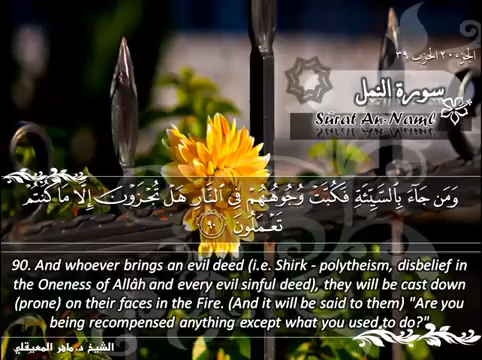 الجزء ٢٠ الحزب ٣٩
سورة النمل
Sûrat An-Naml
وَمَن جَآءَ بِٱلسَّيِّئَةِ فَكُبَّتْ وُجُوهُهُمْ فِى ٱلنَّارِ هَلْ تُجْزَوْنَ إِلَّا مَا كُنتُمْ
تَعْمَلُونَ ٩٠
90. And whoever brings an evil deed (i.e. Shirk - polytheism, disbelief in
the Oneness of Allâh and every evil sinful deed), they will be cast down
(prone) on their faces in the Fire. (And it will be said to them) "Are you
being recompensed anything except what you used to do?"
الشيخ د. ماهر المعيقلي